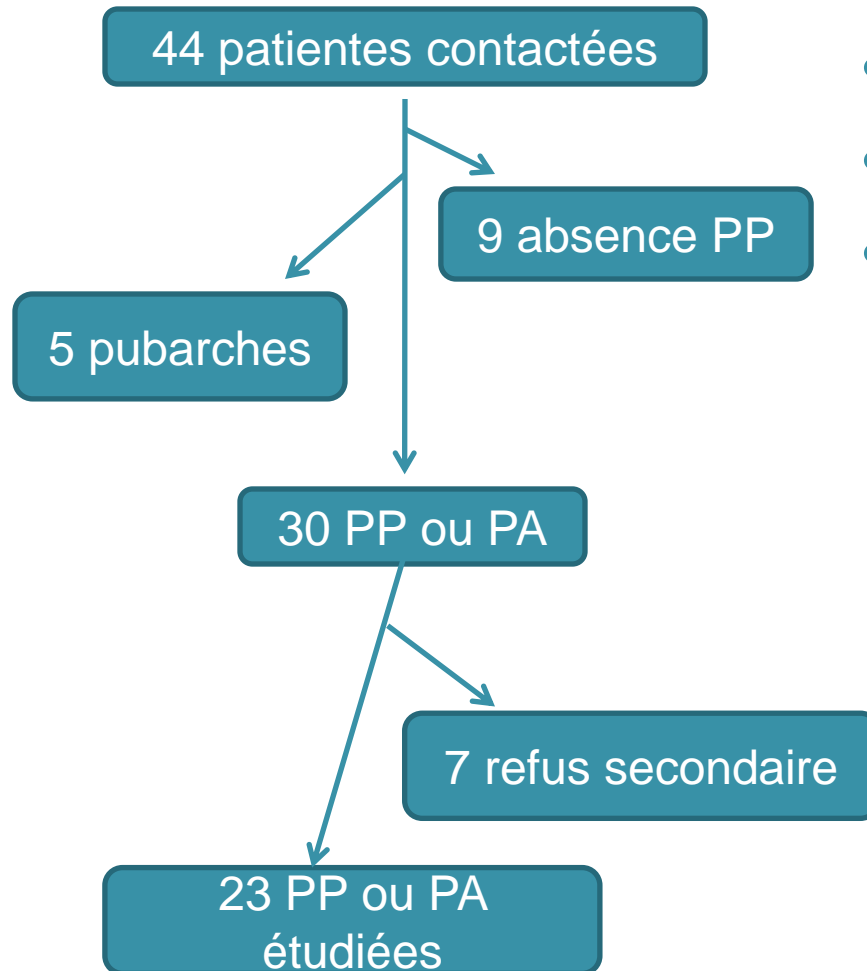 44 patientes contactées
9 absence PP
5 pubarches
30 PP ou PA
7 refus secondaire
23 PP ou PA
étudiées